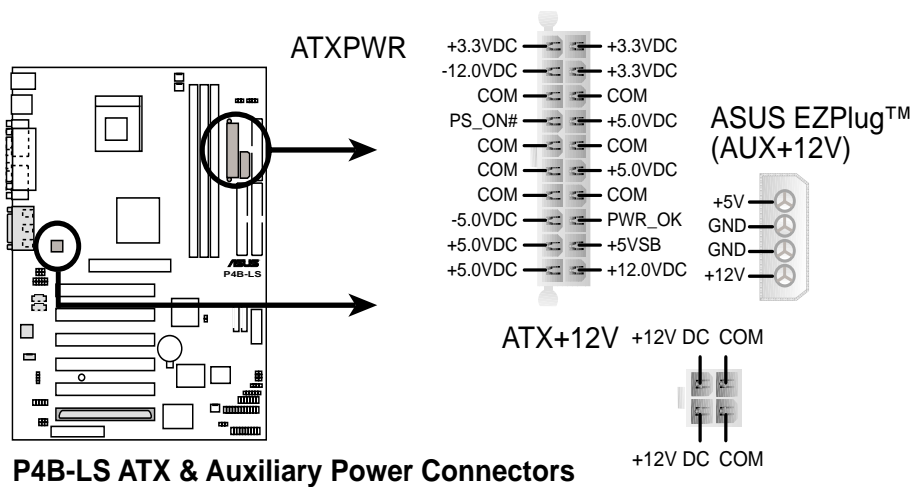 ATXPWR
+3.3VDC +3.3VDC
-12.0VDC +3.3VDC
COM COM
PS_ON# +5.0VDC
COM COM
COM +5.0VDC
COM COM
-5.0VDC PWR_OK
+5.0VDC +5VSB
+5.0VDC +12.0VDC
ASUS EZPlug™
(AUX+12V)
+5V
GND
GND
+12V
ASUS
P4B-LS
ATX+12V
+12V DC COM
+12V DC COM
P4B-LS ATX & Auxiliary Power Connectors